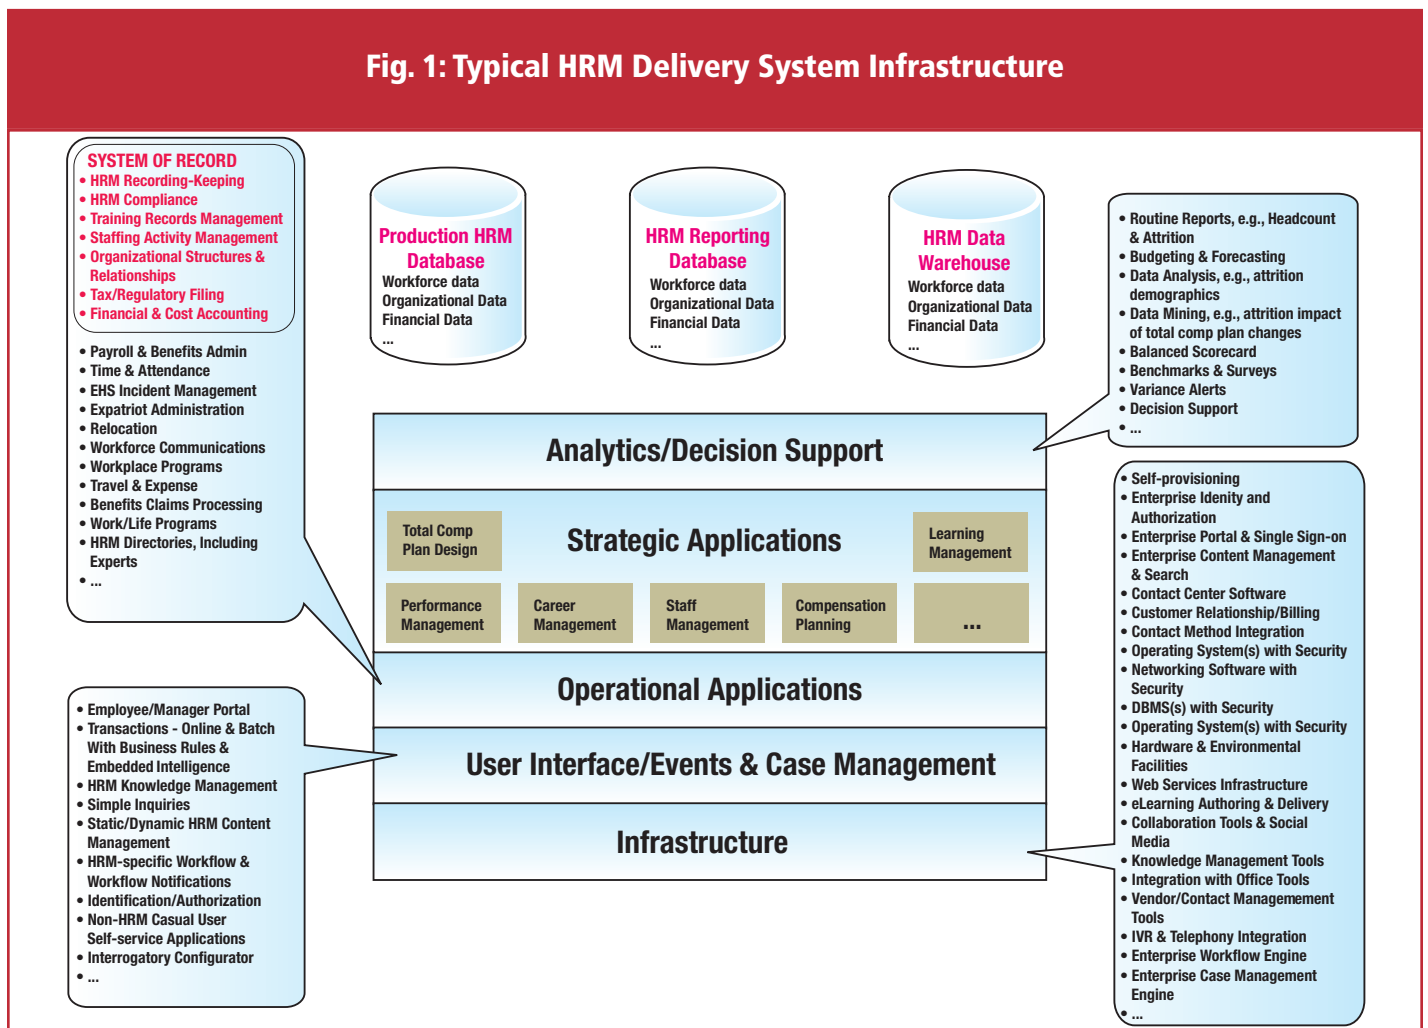 Fig. 1: Typical HRM Delivery System Infrastructure
SYSTEM OF RECORD
• HRM Recording-Keeping
• HRM Compliance
• Training Records Management
• Staffing Activity Management
• Organizational Structures &
Relationships
• Tax/Regulatory Filing
• Financial & Cost Accounting
• Payroll & Benefits Admin
• Time & Attendance
• EHS Incident Management
• Expatriot Administration
• Relocation
• Workforce Communications
• Workplace Programs
• Travel & Expense
• Benefits Claims Processing
• Work/Life Programs
• HRM Directories, Including
Experts
• ...
Production HRM
Database
Workforce data
Organizational Data
Financial Data
...
HRM Reporting
Database
Workforce data
Organizational Data
Financial Data
...
HRM Data
Warehouse
Workforce data
Organizational Data
Financial Data
...
• Routine Reports, e.g., Headcount
& Attrition
• Budgeting & Forecasting
• Data Analysis, e.g., attrition
demographics
• Data Mining, e.g., attrition impact
of total comp plan changes
• Balanced Scorecard
• Benchmarks & Surveys
• Variance Alerts
• Decision Support
• ...
Analytics/Decision Support
Total Comp
Plan Design
Strategic Applications
Learning
Management
Performance
Management
Career
Management
Staff
Management
Compensation
Planning
...
Operational Applications
User Interface/Events & Case Management
Infrastructure
• Employee/Manager Portal
• Transactions - Online & Batch
With Business Rules &
Embedded Intelligence
• HRM Knowledge Management
• Simple Inquiries
• Static/Dynamic HRM Content
Management
• HRM-specific Workflow &
Workflow Notifications
• Identification/Authorization
• Non-HRM Casual User
Self-service Applications
• Interrogatory Configurator
• ...
• Self-provisioning
• Enterprise Idenity and
Authorization
• Enterprise Portal & Single Sign-on
• Enterprise Content Management
& Search
• Contact Center Software
• Customer Relationship/Billing
• Contact Method Integration
• Operating System(s) with Security
• Networking Software with
Security
• DBMS(s) with Security
• Operating System(s) with Security
• Hardware & Environmental
Facilities
• Web Services Infrastructure
• eLearning Authoring & Delivery
• Collaboration Tools & Social
Media
• Knowledge Management Tools
• Integration with Office Tools
• Vendor/Contact Managemement
Tools
• IVR & Telephony Integration
• Enterprise Workflow Engine
• Enterprise Case Management
Engine
• ...